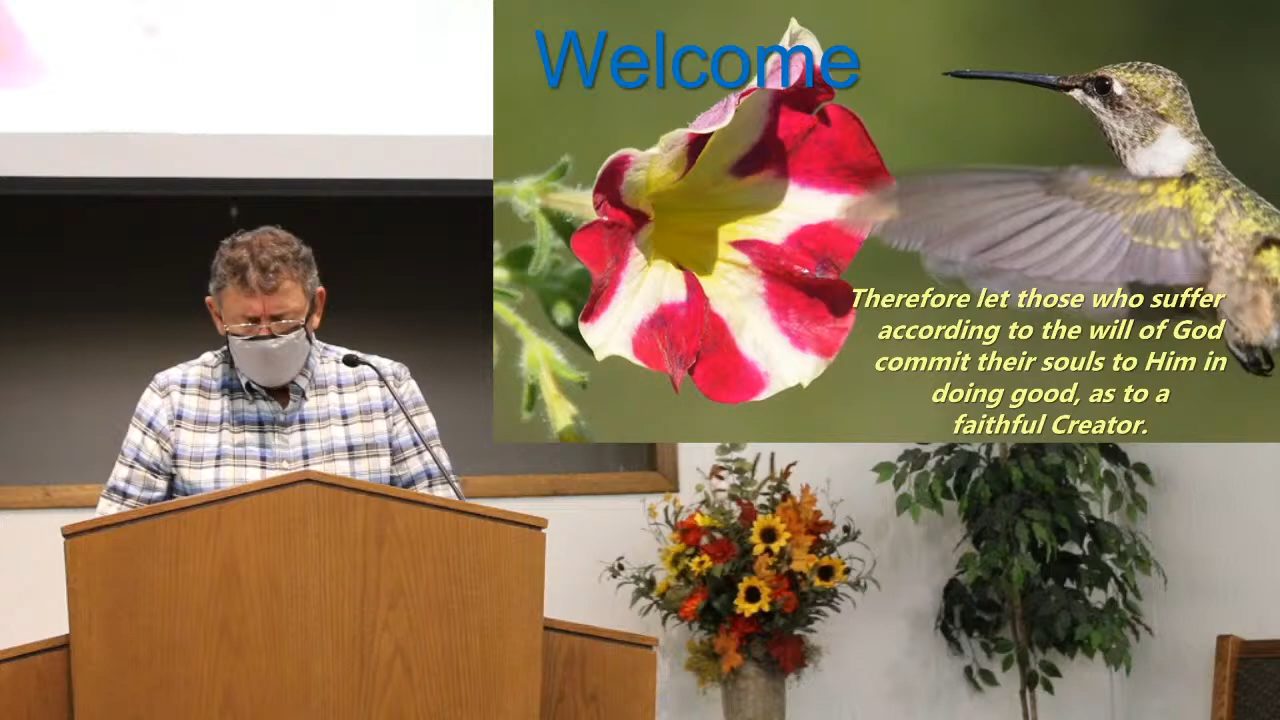 Welcome
Therefore let those who suffer
according to the will of God
commit their souls to Him in
doing good, as to a
faithful Creator.